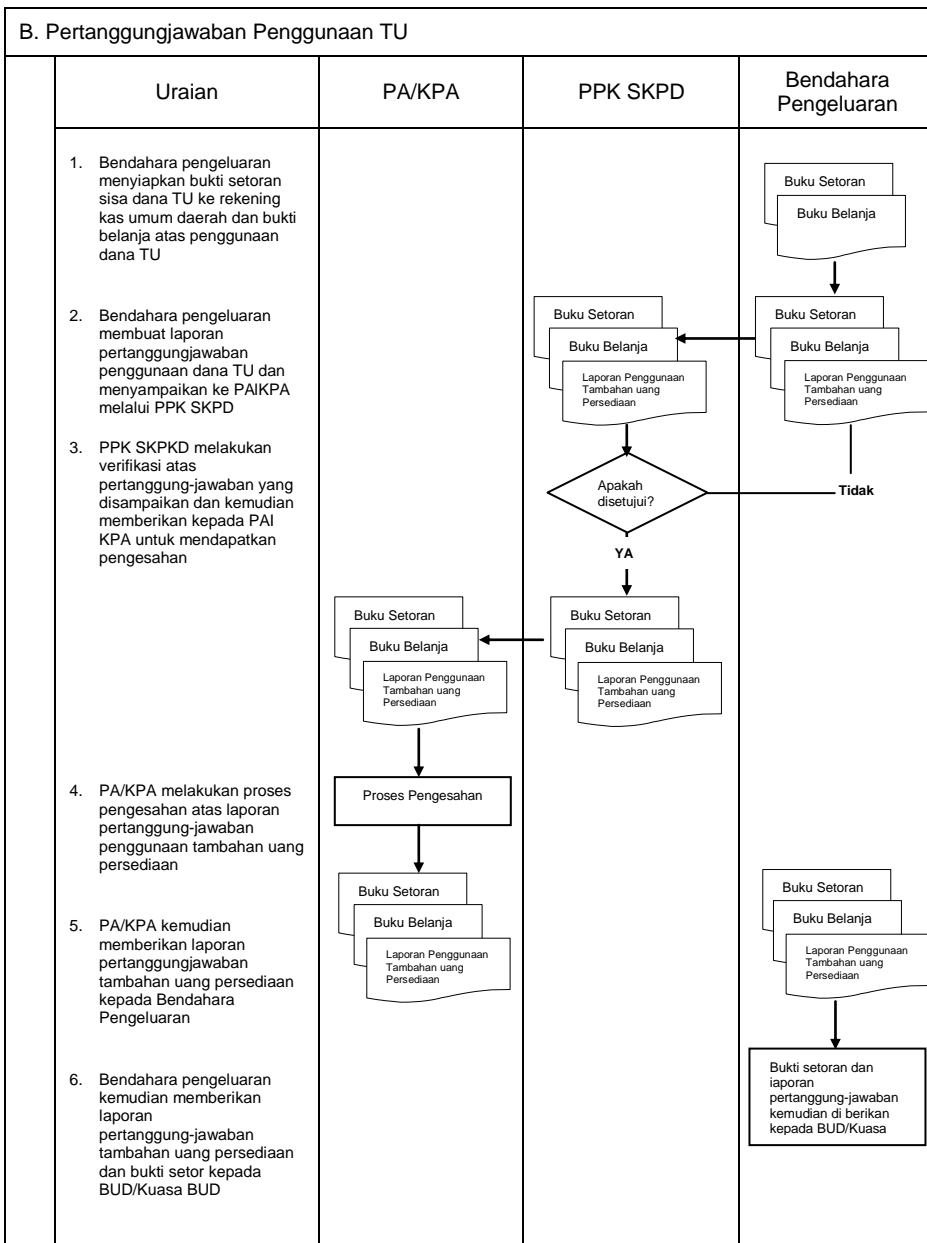 B. Pertanggungjawaban Penggunaan TU
Uraian
PA/KPA
PPK SKPD
Bendahara
Pengeluaran
1. Bendahara pengeluaran
menyiapkan bukti setoran
sisa dana TU ke rekening
kas umum daerah dan bukti
belanja atas penggunaan
dana TU
Buku Setoran
Buku Belanja
2. Bendahara pengeluaran
membuat laporan
pertanggungjawaban
penggunaan dana TU dan
menyampaikan ke PAIKPA
melalui PPK SKPD
Buku Setoran
Buku Belanja
Laporan Penggunaan
Tambahan uang
Persediaan
Buku Setoran
Buku Belanja
Laporan Penggunaan
Tambahan uang
Persediaan
3. PPK SKPKD melakukan
verifikasi atas
pertanggung-jawaban yang
disampaikan dan kemudian
memberikan kepada PAI
KPA untuk mendapatkan
pengesahan
Apakah
disetujui?
Tidak
YA
Buku Setoran
Buku Belanja
Laporan Penggunaan
Tambahan uang
Persediaan
Buku Setoran
Buku Belanja
Laporan Penggunaan
Tambahan uang
Persediaan
4. PA/KPA melakukan proses
pengesahan atas laporan
pertanggung-jawaban
penggunaan tambahan uang
persediaan
Proses Pengesahan
Buku Setoran
Buku Belanja
Laporan Penggunaan
Tambahan uang
Persediaan
Buku Setoran
Buku Belanja
Laporan Penggunaan
Tambahan uang
Persediaan
5. PA/KPA kemudian
memberikan laporan
pertanggungjawaban
tambahan uang persediaan
kepada Bendahara
Pengeluaran
6. Bendahara pengeluaran
kemudian memberikan
laporan
pertanggung-jawaban
tambahan uang persediaan
dan bukti setor kepada
BUD/Kuasa BUD
Bukti setoran dan
iaporan
pertanggung-jawaban
kemudian di berikan
kepada BUD/Kuasa